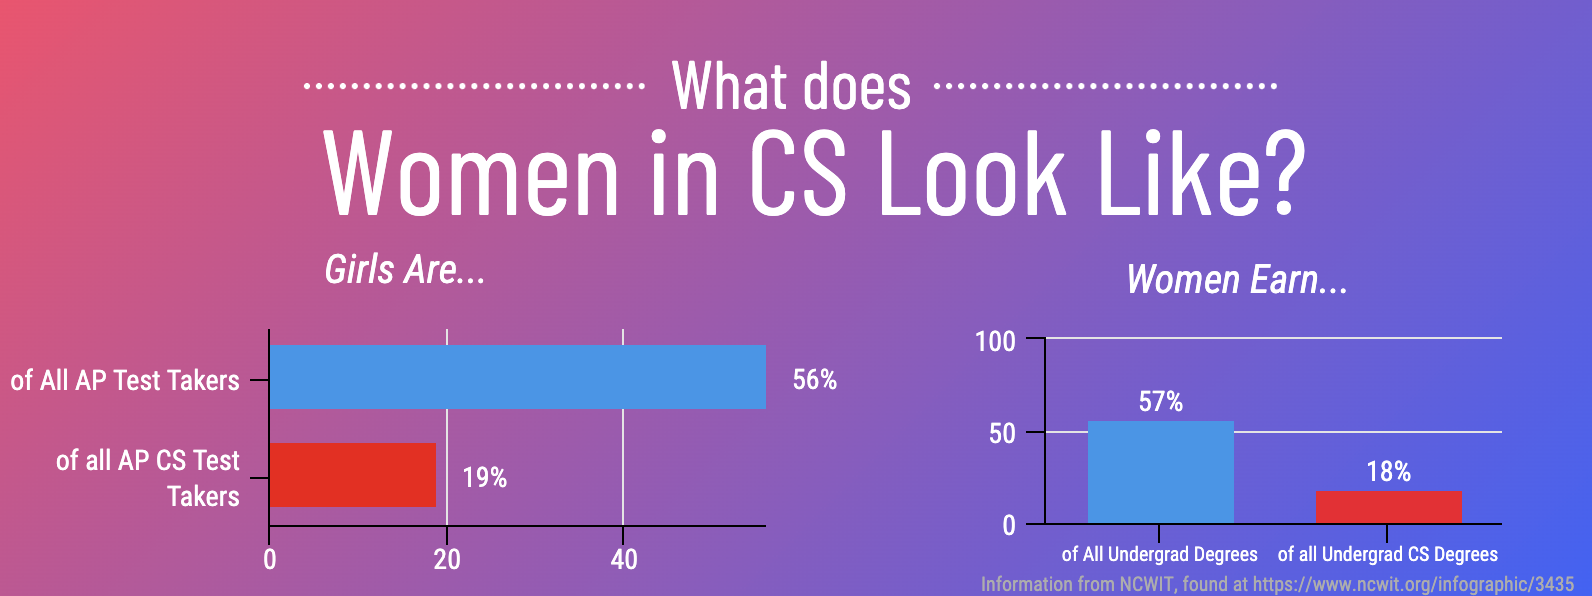 What does
Women in CS Look Like?
Girls Are...
of All AP Test Takers
56%
of all AP CS Test
Takers
19%
0
20
40
Women Earn...
100
50
0
57%
18%
of All Undergrad Degrees
of all Undergrad CS Degrees
Information from NCWIT, found at https://www.ncwit.org/infographic/3435